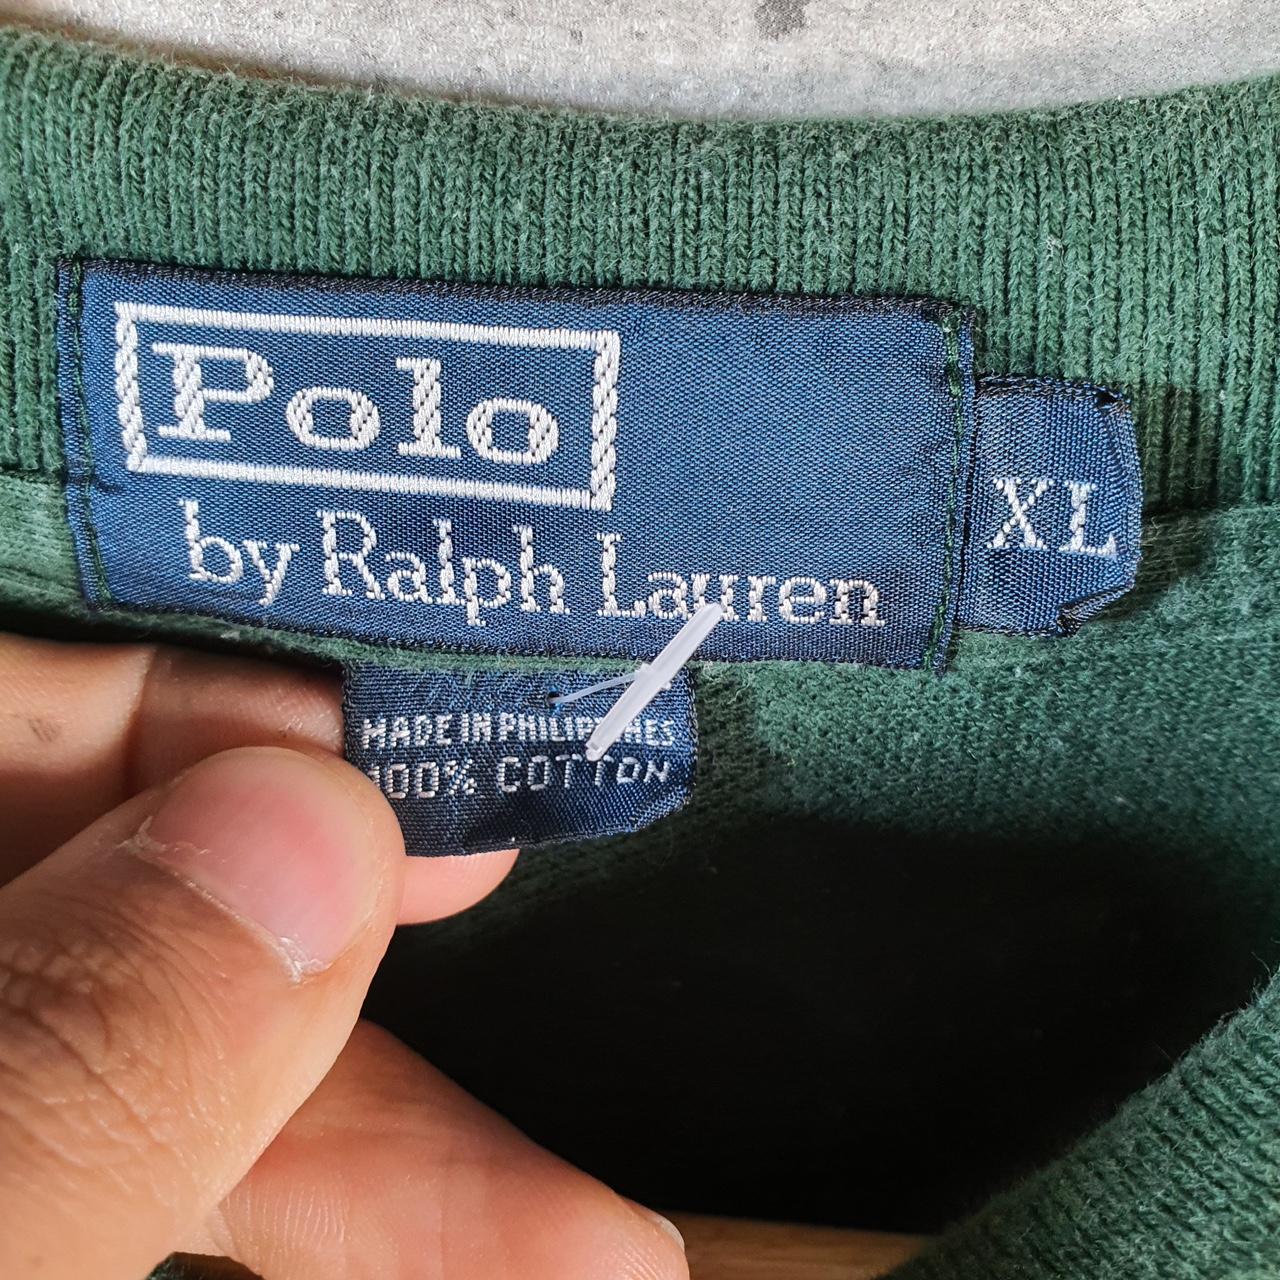 Polo
by Ralph Lauren
XL
MADE IN PHILIPPINES
100% COTTON